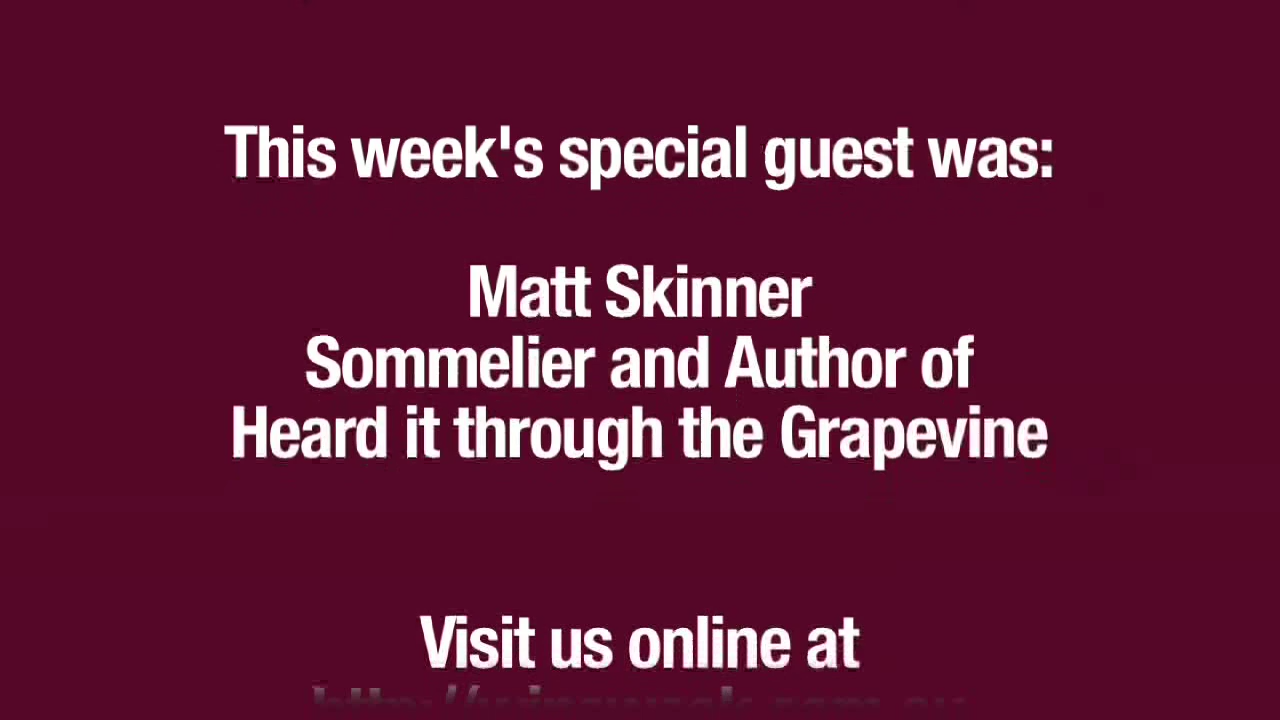 This week's special guest was:
Matt Skinner
Sommelier and Author of
Heard it through the Grapevine
Visit us online at